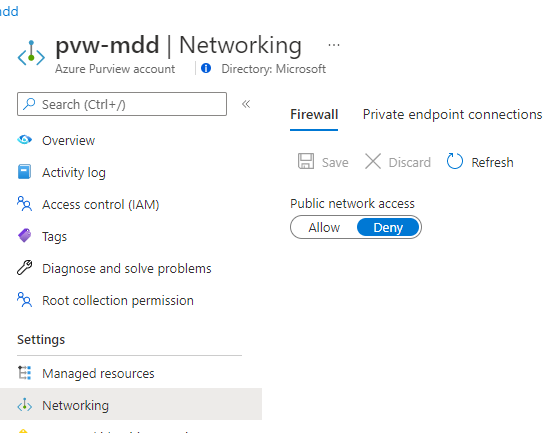 mdd
pvw-mdd | Networking ...
Azure Purview account Directory: Microsoft
Search (Ctrl+/) «
Overview
Activity log
Access control (IAM)
Tags
Diagnose and solve problems
Root collection permission
Settings
Managed resources
Networking
Firewall Private endpoint connections
Save Discard Refresh
Public network access
Allow Deny